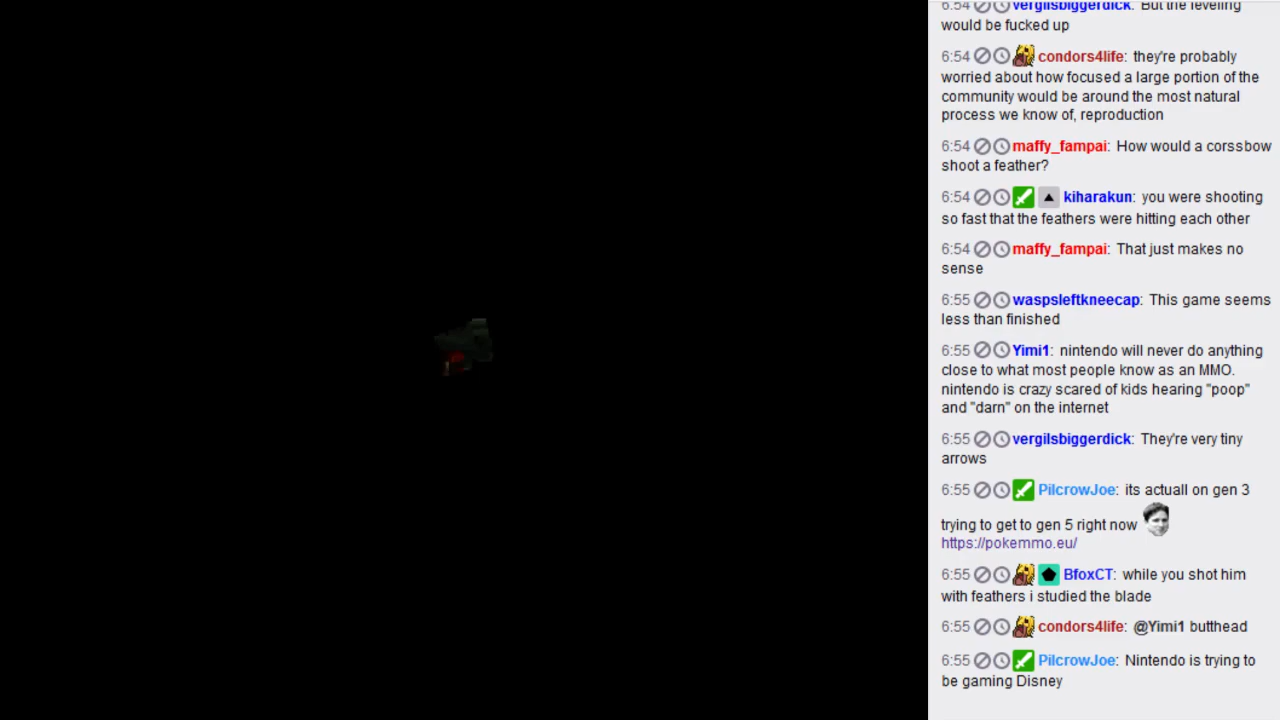 6:54 vergilsbiggerdick: But the leveling
would be fucked up
6:54 condors4life: they're probably
worried about how focused a large portion of the
community would be around the most natural
process we know of, reproduction
6:54 maffy_fampai: How would a corssbow
shoot a feather?
6:54 kiharakun: you were shooting
so fast that the feathers were hitting each other
6:54 maffy_fampai: That just makes no
sense
6:55 waspsleftkneecap: This game seems
less than finished
6:55 Yimi1: nintendo will never do anything
close to what most people know as an MMO.
nintendo is crazy scared of kids hearing "poop"
and "darn" on the internet
6:55 vergilsbiggerdick: They're very tiny
arrows
6:55 PilcrowJoe: its actuall on gen 3
trying to get to gen 5 right now
https://pokemmo.eu/
6:55 BfoxCT: while you shot him
with feathers i studied the blade
6:55 condors4life: @Yimi1 butthead
6:55 PilcrowJoe: Nintendo is trying to
be gaming Disney